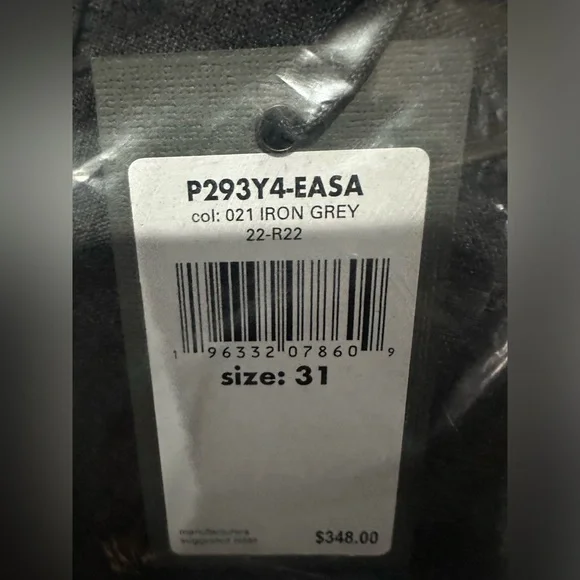 P293Y4-EASA
col: 021 IRON GREY
22-R22
1 96332 07860 9
size: 31
manufacturers
suggested retail
$348.00